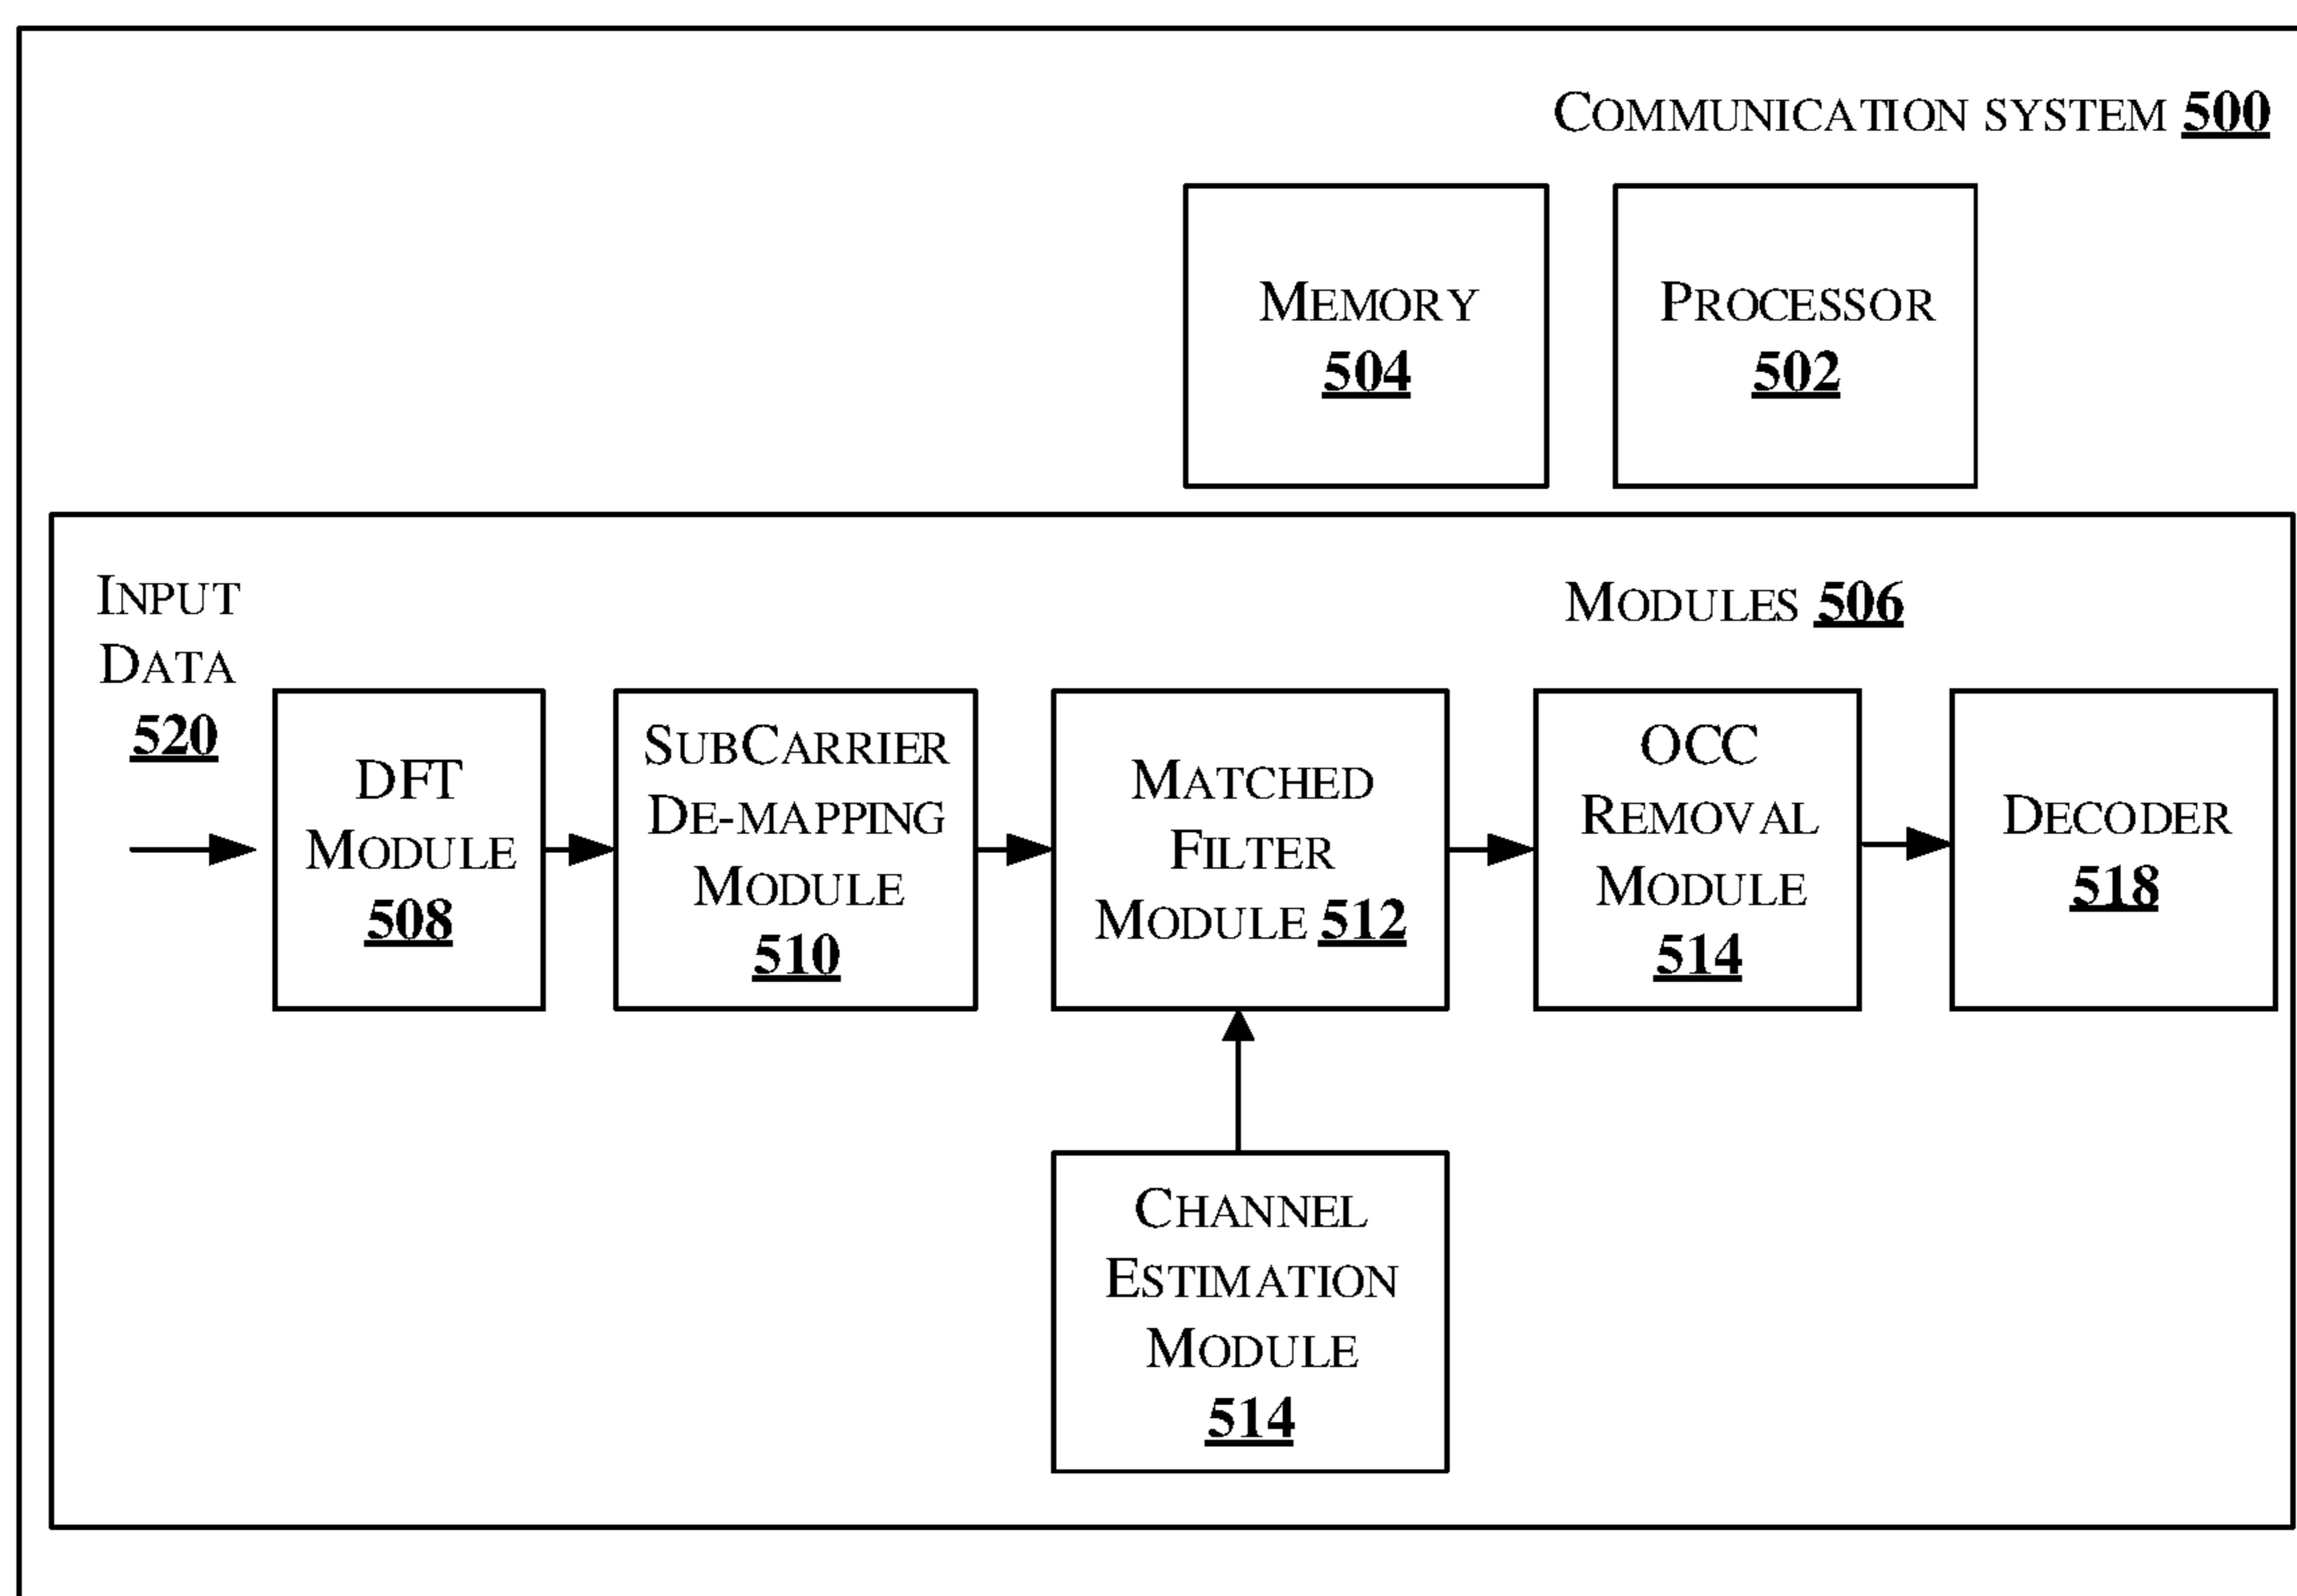 COMMUNICATION SYSTEM 500
MEMORY
504
PROCESSOR
502
INPUT
DATA
520
MODULES 506
DFT
MODULE
508
SUBCARRIER
DE-MAPPING
MODULE
510
MATCHED
FILTER
MODULE 512
OCC
REMOVAL
MODULE
514
DECODER
518
CHANNEL
ESTIMATION
MODULE
514